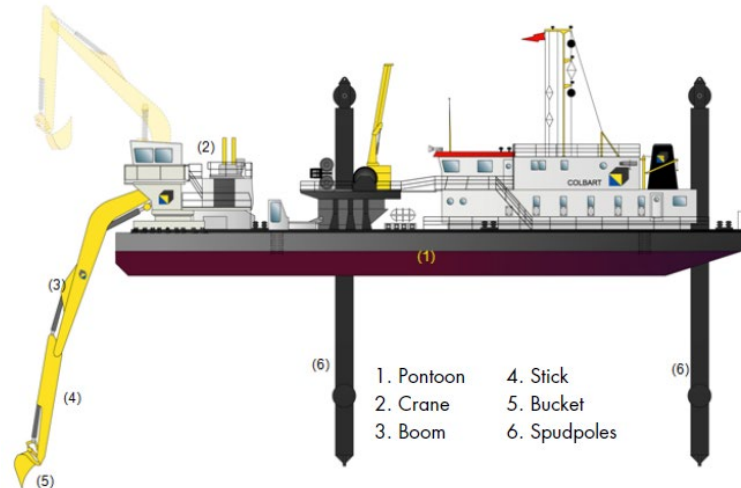 (2)
COLBART
(1)
(3)
(6)
(6)
(4)
(5)
1. Pontoon
2. Crane
3. Boom
4. Stick
5. Bucket
6. Spudpoles